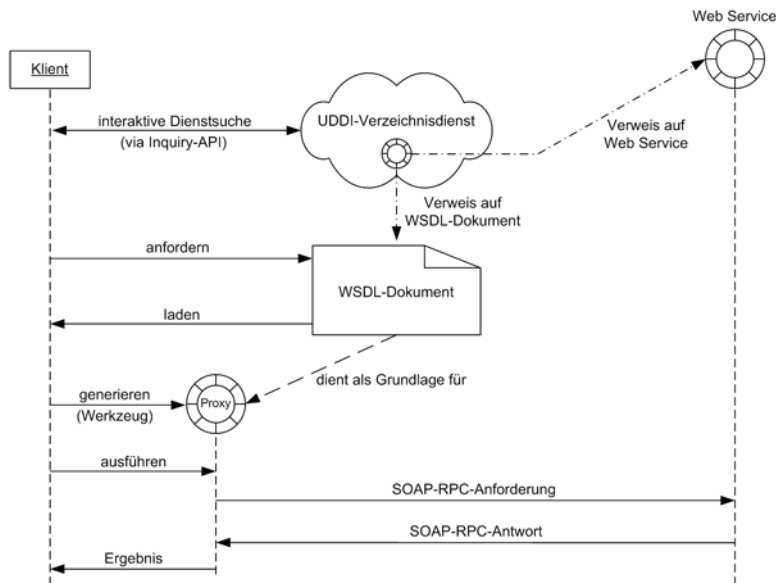 Web Service
Klient
interaktive Dienstsuche
(via Inquiry-API)
UDDI-Verzeichnisdienst
Verweis auf
Web Service
Verweis auf
WSDL-Dokument
anfordern
WSDL-Dokument
laden
dient als Grundlage für
generieren
(Werkzeug)
Proxy
ausführen
SOAP-RPC-Anforderung
SOAP-RPC-Antwort
Ergebnis